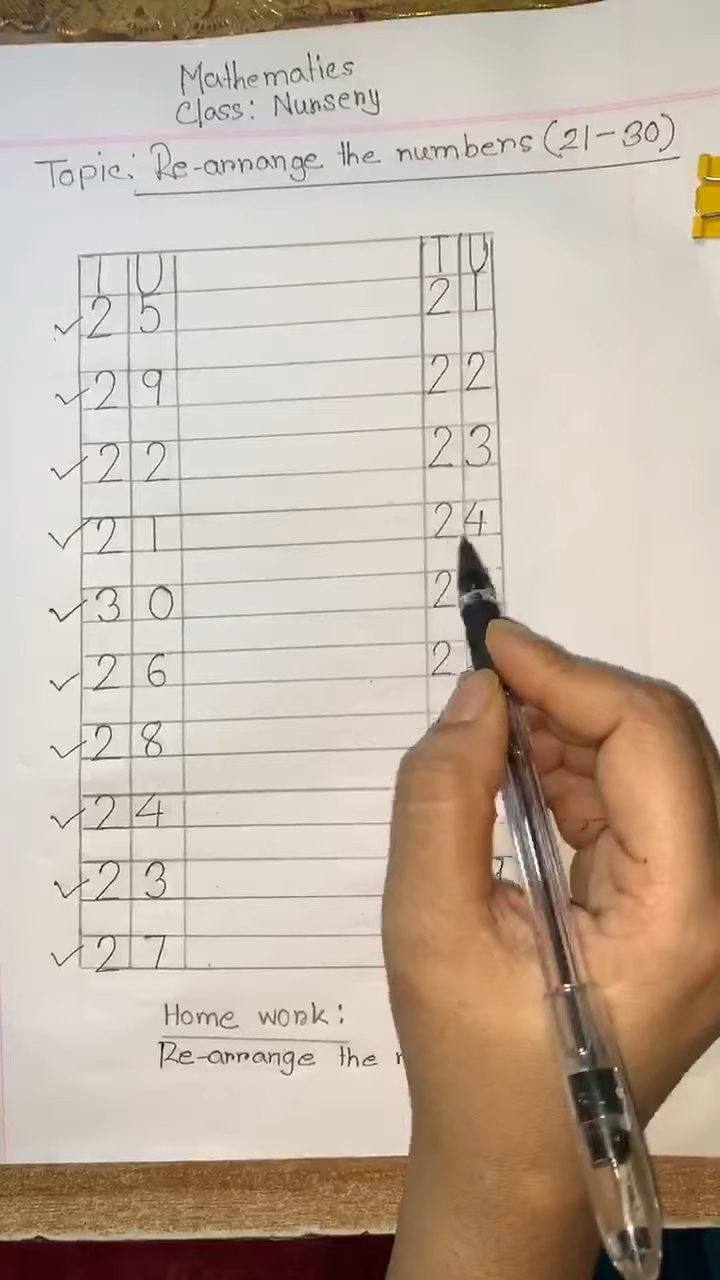 Mathematics
Class: Nursery
Topic: Re-arrange the numbers (21-30)
T U T U
✓ 2 5 2 1
✓ 2 9 2 2
✓ 2 2 2 3
✓ 2 1 2 4
✓ 3 0 2
✓ 2 6 2
✓ 2 8
✓ 2 4
✓ 2 3
✓ 2 7
Home work:
Re-arrange the